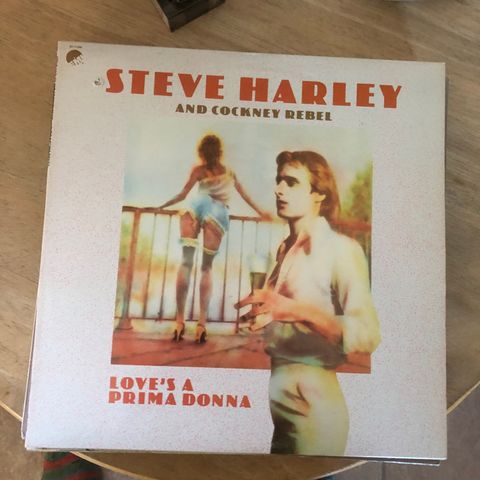 STEVE HARLEY
AND COCKNEY REBEL
LOVE'S A
PRIMA DONNA